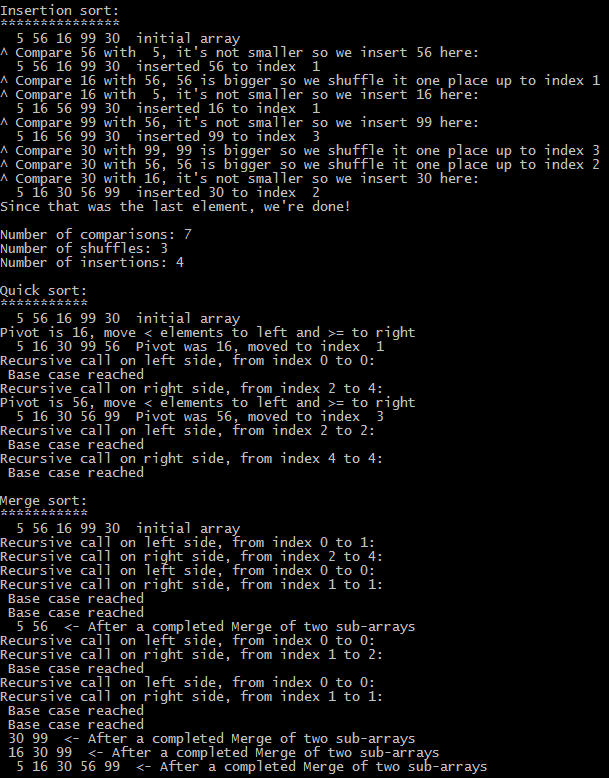 Insertion sort:
***************
  5 56 16 99 30  initial array
^ Compare 56 with  5, it's not smaller so we insert 56 here:
  5 56 16 99 30  inserted 56 to index  1
^ Compare 16 with 56, 56 is bigger so we shuffle it one place up to index 1
^ Compare 16 with  5, it's not smaller so we insert 16 here:
  5 16 56 99 30  inserted 16 to index  1
^ Compare 99 with 56, it's not smaller so we insert 99 here:
  5 16 56 99 30  inserted 99 to index  3
^ Compare 30 with 99, 99 is bigger so we shuffle it one place up to index 3
^ Compare 30 with 56, 56 is bigger so we shuffle it one place up to index 2
^ Compare 30 with 16, it's not smaller so we insert 30 here:
  5 16 30 56 99  inserted 30 to index  2
Since that was the last element, we're done!

Number of comparisons: 7
Number of shuffles: 3
Number of insertions: 4

Quick sort:
***********
  5 56 16 99 30  initial array
Pivot is 16, move < elements to left and >= to right
  5 16 30 99 56  Pivot was 16, moved to index  1
Recursive call on left side, from index 0 to 0:
 Base case reached
Recursive call on right side, from index 2 to 4:
Pivot is 56, move < elements to left and >= to right
  5 16 30 56 99  Pivot was 56, moved to index  3
Recursive call on left side, from index 2 to 2:
 Base case reached
Recursive call on right side, from index 4 to 4:
 Base case reached

Merge sort:
***********
  5 56 16 99 30  initial array
Recursive call on left side, from index 0 to 1:
Recursive call on right side, from index 2 to 4:
Recursive call on left side, from index 0 to 0:
Recursive call on right side, from index 1 to 1:
 Base case reached
 Base case reached
  5 56  <- After a completed Merge of two sub-arrays
Recursive call on left side, from index 0 to 0:
Recursive call on right side, from index 1 to 2:
 Base case reached
Recursive call on left side, from index 0 to 0:
Recursive call on right side, from index 1 to 1:
 Base case reached
 Base case reached
 30 99  <- After a completed Merge of two sub-arrays
 16 30 99  <- After a completed Merge of two sub-arrays
  5 16 30 56 99  <- After a completed Merge of two sub-arrays